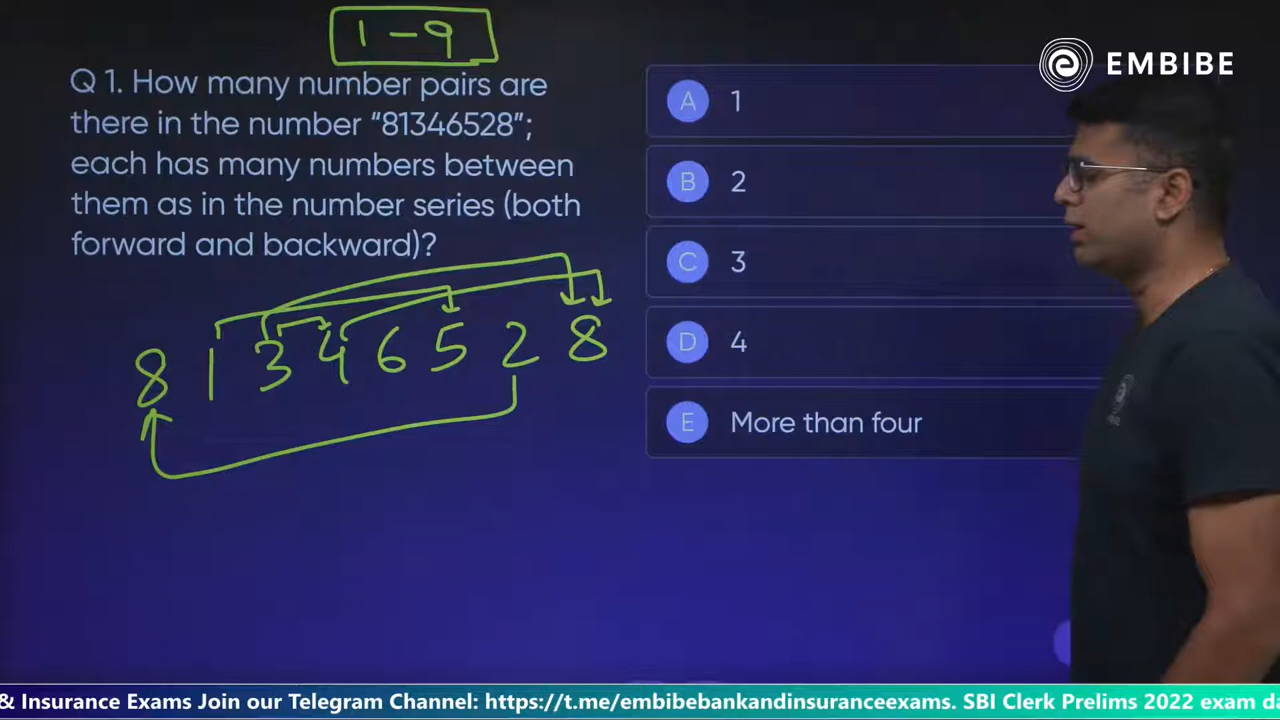 1 - 9
EMBIBE
Q 1. How many number pairs are
there in the number “81346528”;
each has many numbers between
them as in the number series (both
forward and backward)?
A 1
B 2
C 3
D 4
E More than four
8 1 3 4 6 5 2 8
& Insurance Exams Join our Telegram Channel: https://t.me/embibebankandinsuranceexams. SBI Clerk Prelims 2022 exam da